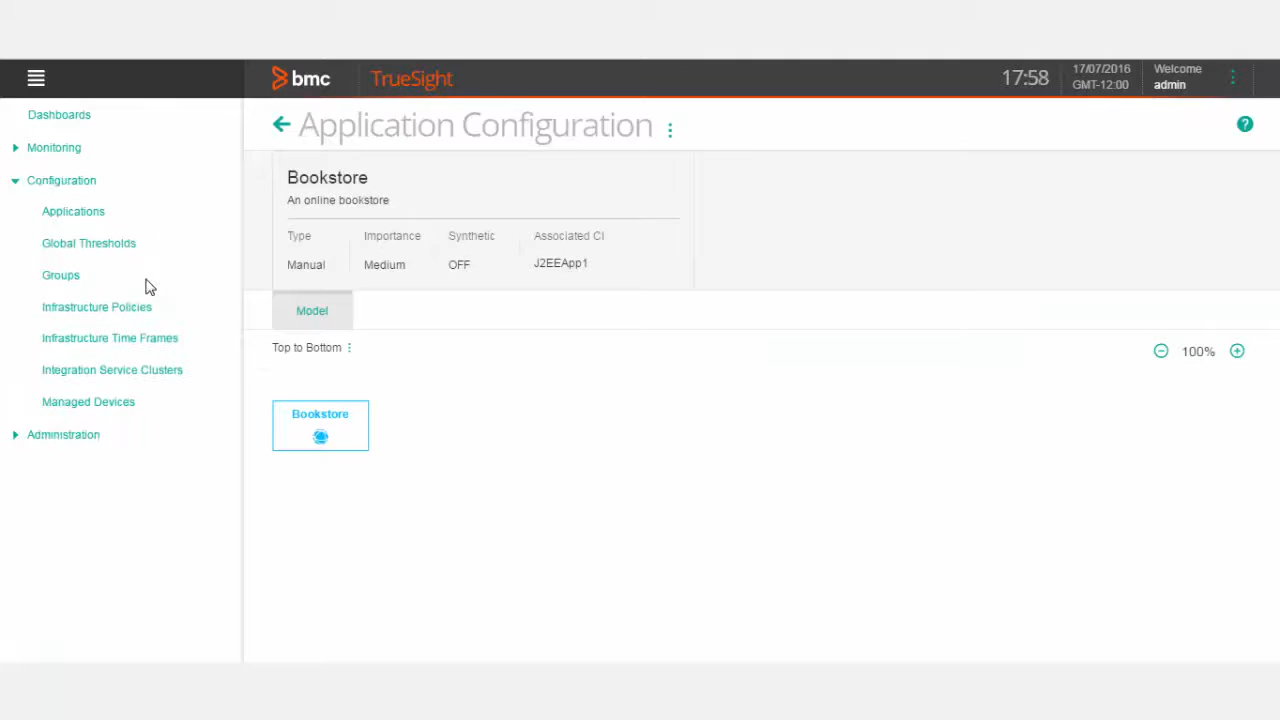 bmc
TrueSight
17:58
17/07/2016
GMT-12:00
Welcome
admin
Dashboards
Monitoring
Configuration
Applications
Global Thresholds
Groups
Infrastructure Policies
Infrastructure Time Frames
Integration Service Clusters
Managed Devices
Administration
Application Configuration
?
Bookstore
An online bookstore
Type Importance Synthetic Associated CI
Manual Medium OFF J2EEApp1
Model
Top to Bottom
100%
Bookstore